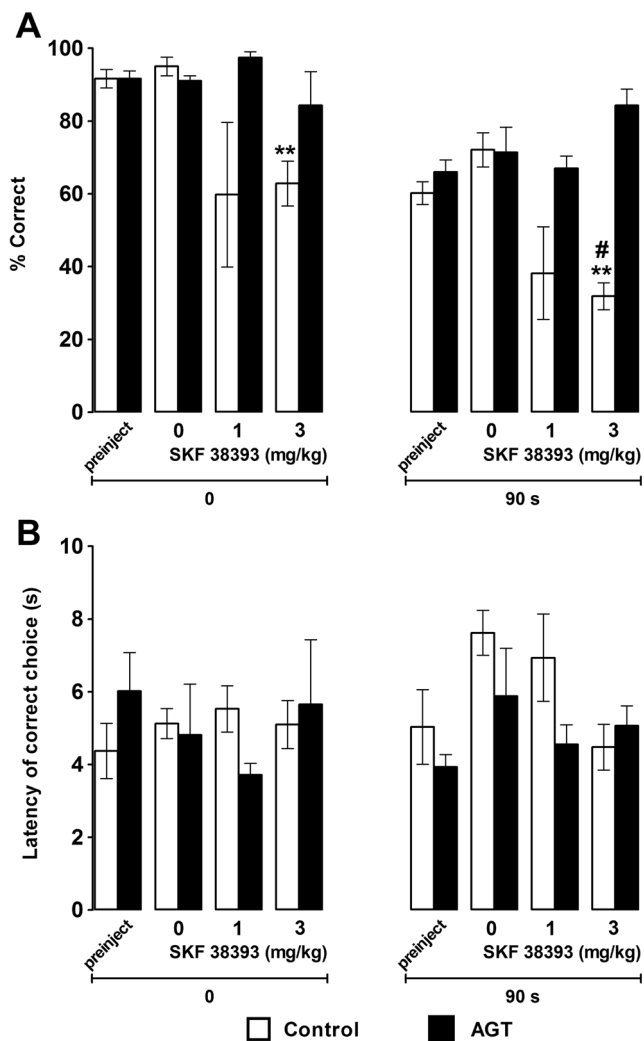 A
% Correct
100
80
60
40
20
0
**
#
**
preinject
0
1
3
SKF 38393 (mg/kg)
0
preinject
0
1
3
SKF 38393 (mg/kg)
90 s
B
Latency of correct choice (s)
10
8
6
4
2
0
preinject
0
1
3
SKF 38393 (mg/kg)
0
preinject
0
1
3
SKF 38393 (mg/kg)
90 s
Control
AGT